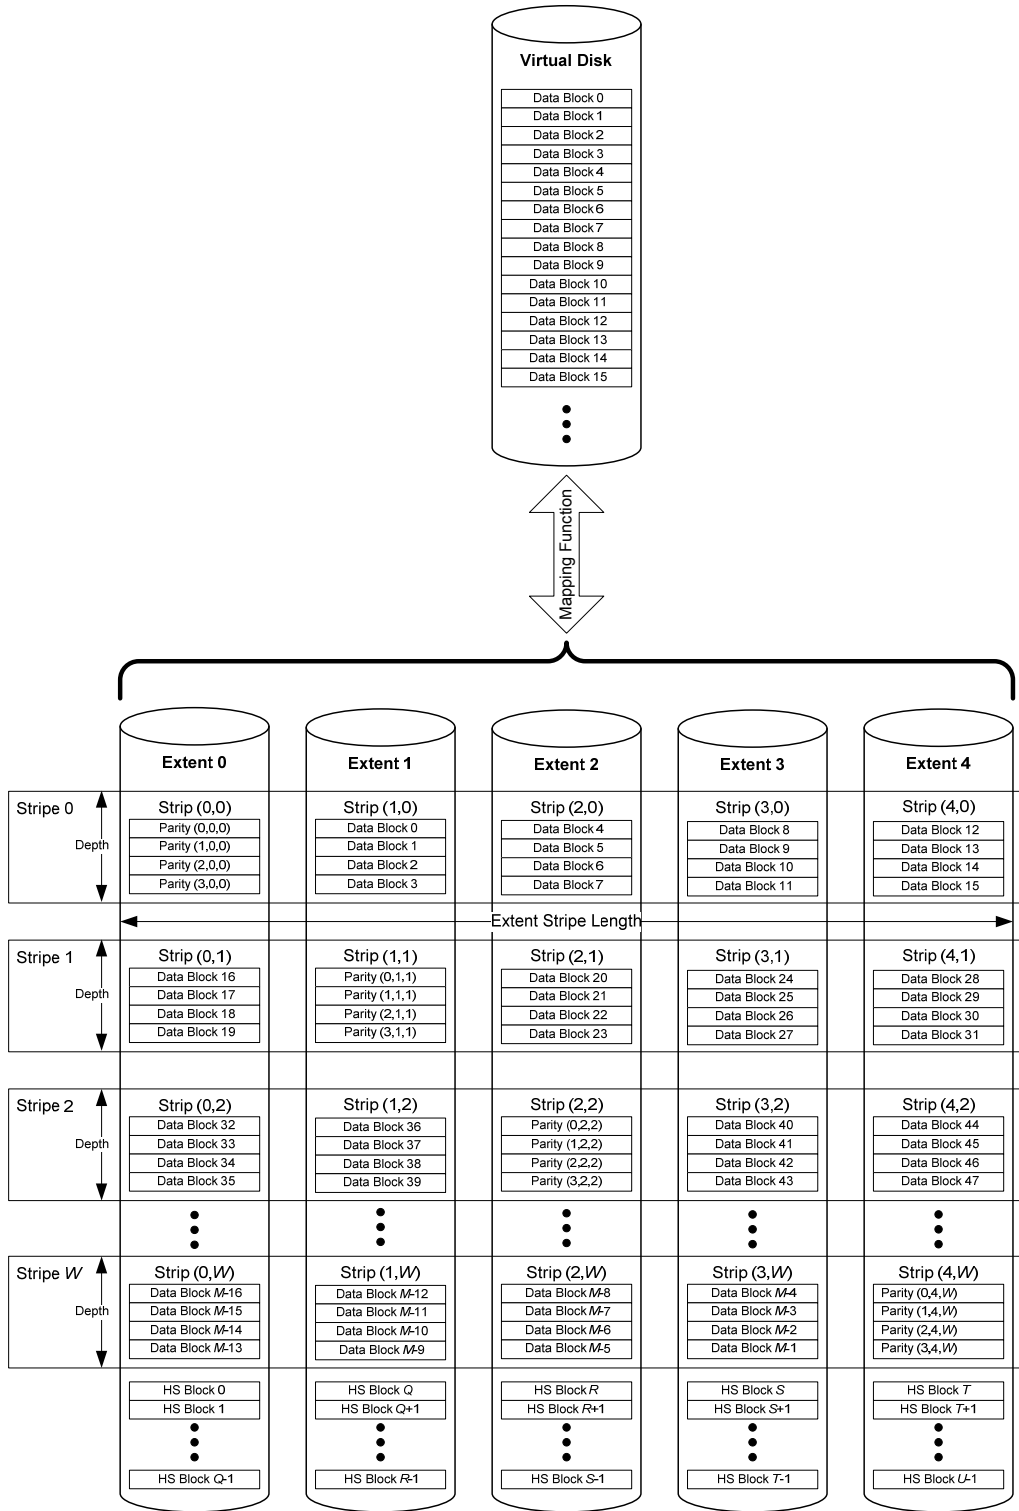 Virtual Disk
Data Block 0
Data Block 1
Data Block 2
Data Block 3
Data Block 4
Data Block 5
Data Block 6
Data Block 7
Data Block 8
Data Block 9
Data Block 10
Data Block 11
Data Block 12
Data Block 13
Data Block 14
Data Block 15
Mapping Function
Extent 0
Extent 1
Extent 2
Extent 3
Extent 4
Stripe 0
Depth
Strip (0,0)
Parity (0,0,0)
Parity (1,0,0)
Parity (2,0,0)
Parity (3,0,0)
Strip (1,0)
Data Block 0
Data Block 1
Data Block 2
Data Block 3
Strip (2,0)
Data Block 4
Data Block 5
Data Block 6
Data Block 7
Strip (3,0)
Data Block 8
Data Block 9
Data Block 10
Data Block 11
Strip (4,0)
Data Block 12
Data Block 13
Data Block 14
Data Block 15
Extent Stripe Length
Stripe 1
Depth
Strip (0,1)
Data Block 16
Data Block 17
Data Block 18
Data Block 19
Strip (1,1)
Parity (0,1,1)
Parity (1,1,1)
Parity (2,1,1)
Parity (3,1,1)
Strip (2,1)
Data Block 20
Data Block 21
Data Block 22
Data Block 23
Strip (3,1)
Data Block 24
Data Block 25
Data Block 26
Data Block 27
Strip (4,1)
Data Block 28
Data Block 29
Data Block 30
Data Block 31
Stripe 2
Depth
Strip (0,2)
Data Block 32
Data Block 33
Data Block 34
Data Block 35
Strip (1,2)
Data Block 36
Data Block 37
Data Block 38
Data Block 39
Strip (2,2)
Parity (0,2,2)
Parity (1,2,2)
Parity (2,2,2)
Parity (3,2,2)
Strip (3,2)
Data Block 40
Data Block 41
Data Block 42
Data Block 43
Strip (4,2)
Data Block 44
Data Block 45
Data Block 46
Data Block 47
Stripe W
Depth
Strip (0,W)
Data Block M-16
Data Block M-15
Data Block M-14
Data Block M-13
Strip (1,W)
Data Block M-12
Data Block M-11
Data Block M-10
Data Block M-9
Strip (2,W)
Data Block M-8
Data Block M-7
Data Block M-6
Data Block M-5
Strip (3,W)
Data Block M-4
Data Block M-3
Data Block M-2
Data Block M-1
Strip (4,W)
Parity (0,4,W)
Parity (1,4,W)
Parity (2,4,W)
Parity (3,4,W)
HS Block 0
HS Block 1
HS Block Q-1
HS Block Q
HS Block Q+1
HS Block R-1
HS Block R
HS Block R+1
HS Block S-1
HS Block S
HS Block S+1
HS Block T-1
HS Block T
HS Block T+1
HS Block U-1